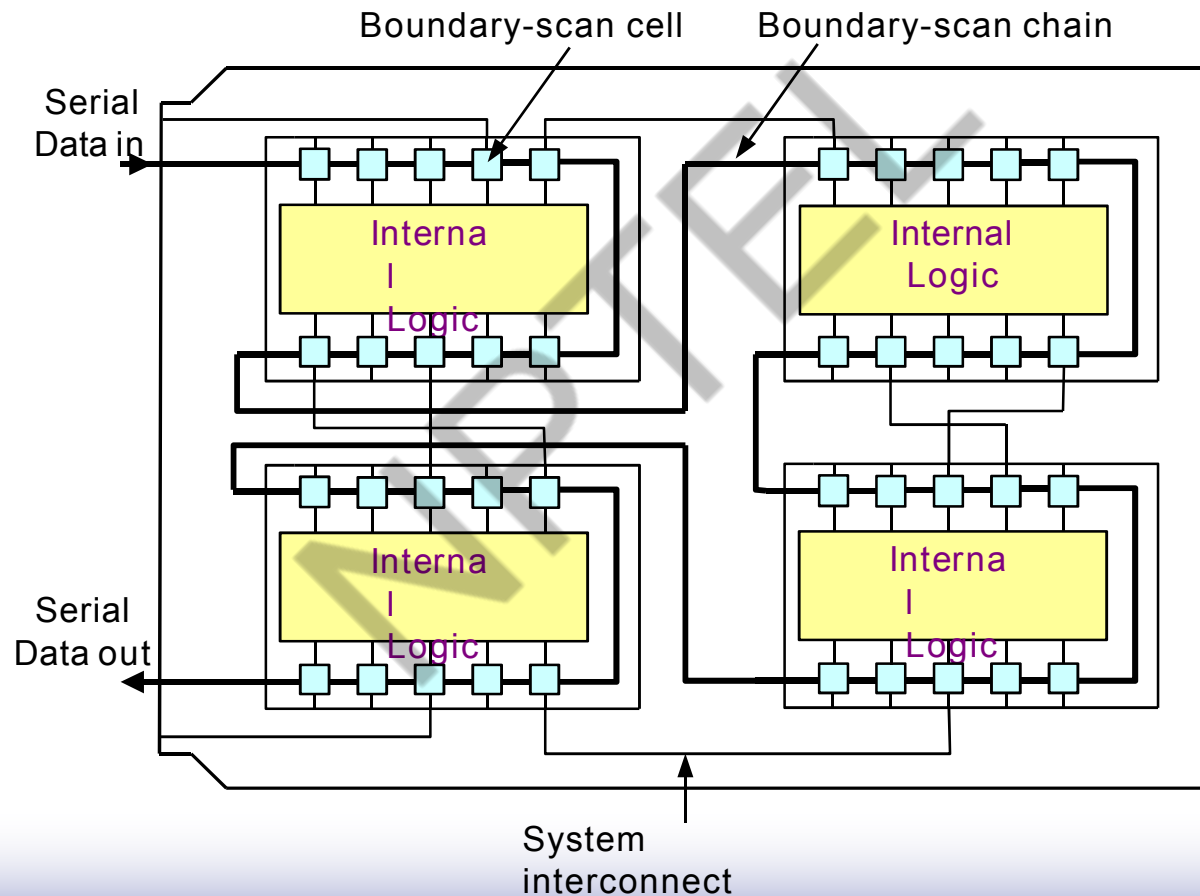 Boundary-scan cell
Boundary-scan chain
Serial
Data in
Interna
l
Logic
Internal
Logic
Interna
l
Logic
Interna
l
Logic
Serial
Data out
System
interconnect
NPTEL